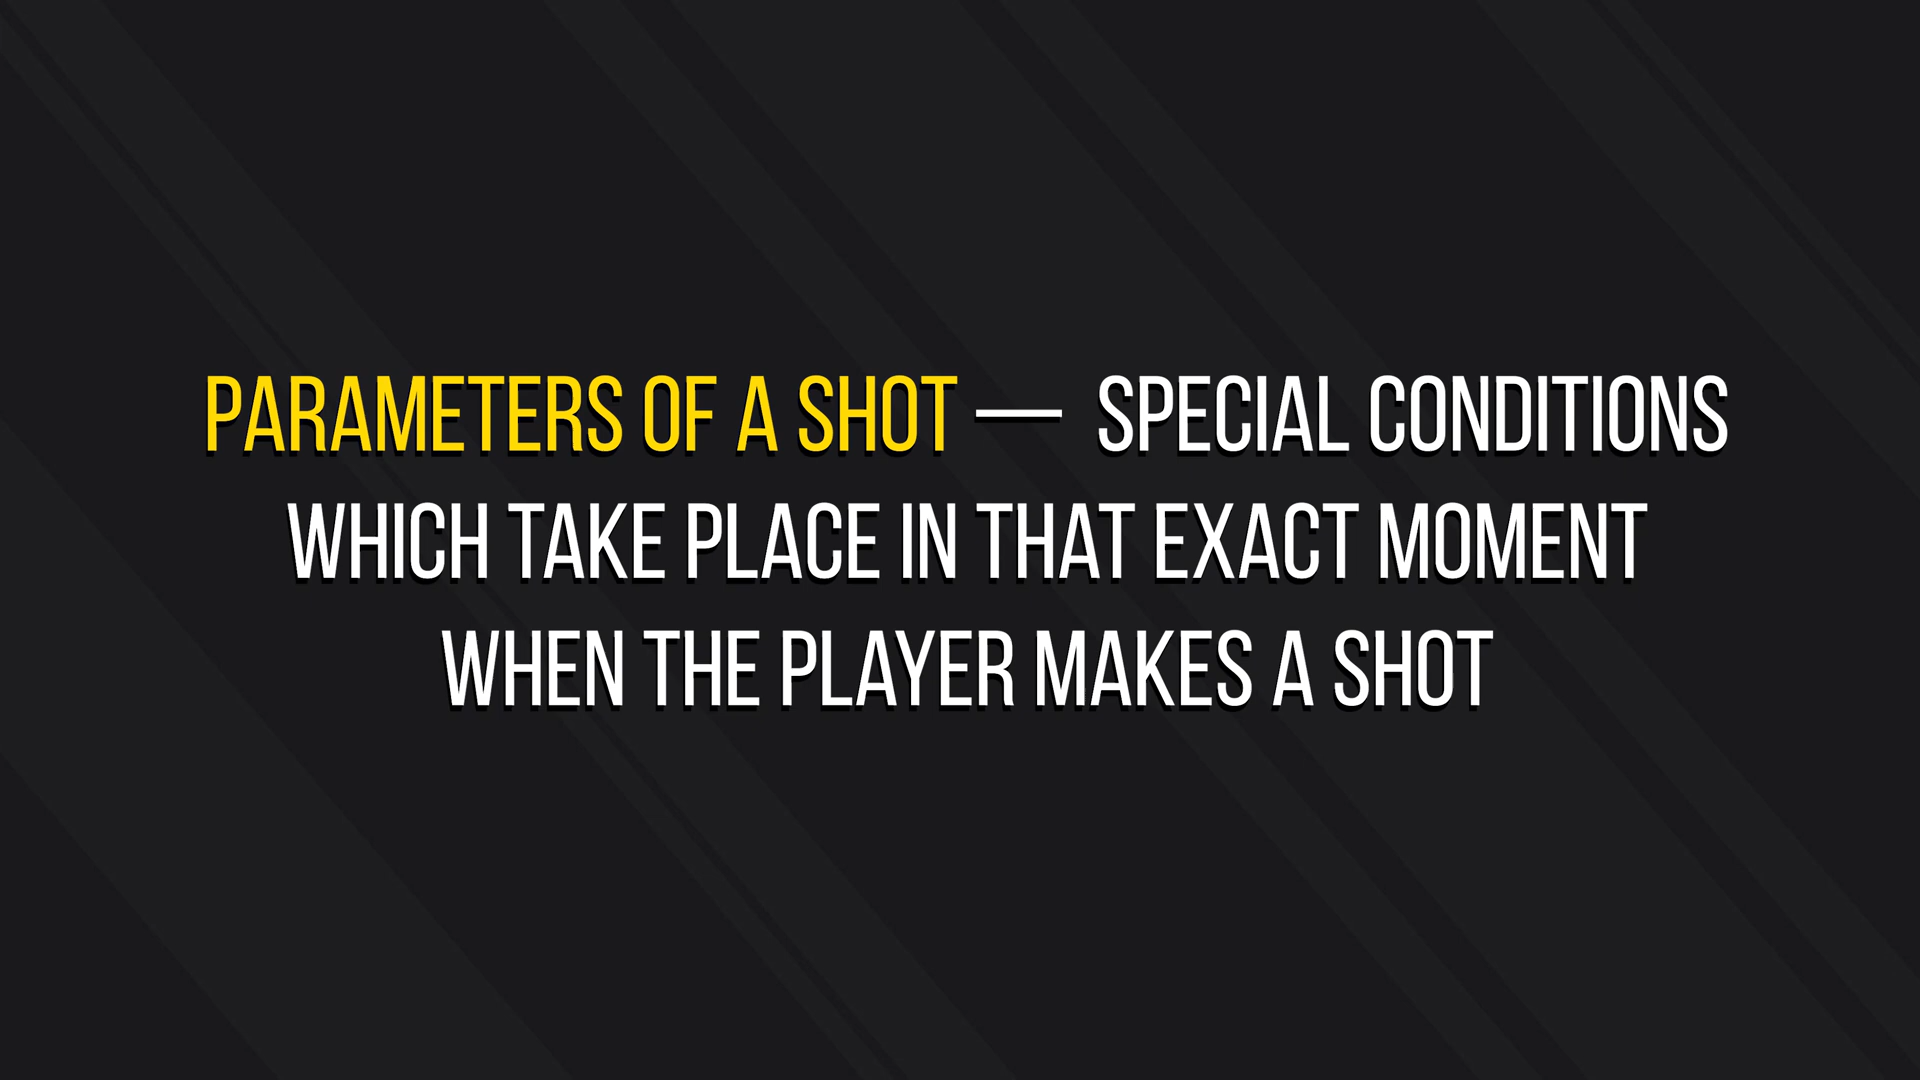 PARAMETERS OF A SHOT — SPECIAL CONDITIONS
WHICH TAKE PLACE IN THAT EXACT MOMENT
WHEN THE PLAYER MAKES A SHOT